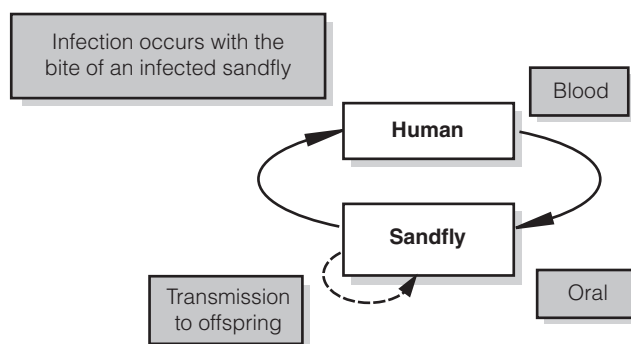 Infection occurs with the
bite of an infected sandfly
Blood
Human
Sandfly
Transmission
to offspring
Oral